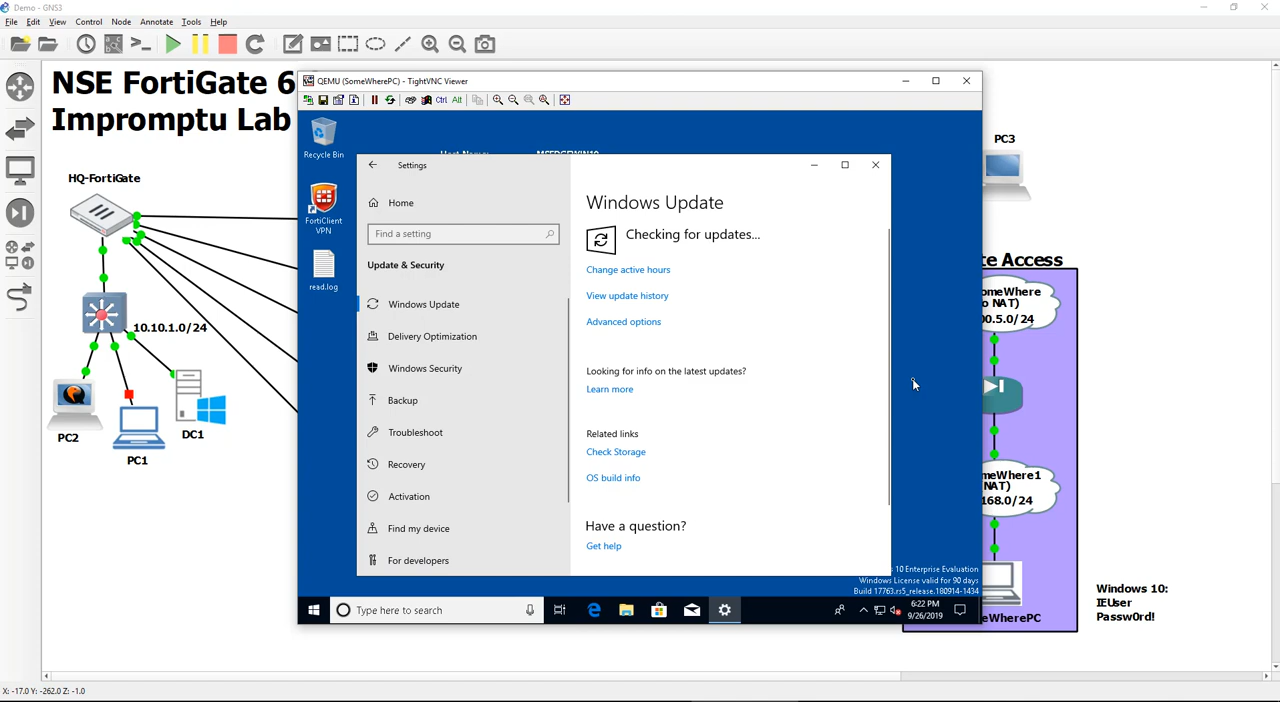 Demo - GNS3
File Edit View Control Node Annotate Tools Help
NSE FortiGate 6
Impromptu Lab
HQ-FortiGate
10.10.1.0/24
PC2
PC1
DC1
QEMU (SomeWherePC) - TightVNC Viewer
Ctrl Alt
Recycle Bin
FortiClient
VPN
read.log
Settings
Home
Find a setting
Update & Security
Windows Update
Delivery Optimization
Windows Security
Backup
Troubleshoot
Recovery
Activation
Find my device
For developers
Windows Update
Checking for updates...
Change active hours
View update history
Advanced options
Looking for info on the latest updates?
Learn more
Related links
Check Storage
OS build info
Have a question?
Get help
10 Enterprise Evaluation
Windows License valid for 90 days
Build 17763.rs5_release.180914-1434
Type here to search
6:22 PM
9/26/2019
PC3
te Access
omeWhere
o NAT)
00.5.0/24
meWhere1
NAT)
168.0/24
eWherePC
Windows 10:
IEUser
Passw0rd!
X: -17.0 Y: -262.0 Z: -1.0